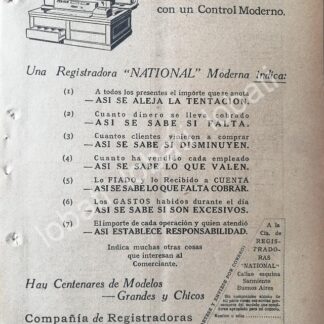 con un Control Moderno.
Una Registradora "NATIONAL" Moderna indica:
(1) A todos los presentes el importe que se anota
—ASI SE ALEJA LA TENTACION.
(2) Cuanto dinero se lleva cobrado
—ASI SE SABE SI FALTA.
(3) Cuantos clientes vinieron a comprar
—ASI SE SABE SI DISMINUYEN.
(4) Cuanto ha vendido cada empleado
—ASI SE SABE LO QUE VALEN.
(5) Lo FIADO y lo Recibido a CUENTA
—ASI SE SABE LO QUE FALTA COBRAR.
(6) Los GASTOS habidos durante el día
—ASI SE SABE SI SON EXCESIVOS.
(7) El importe de cada operación y quien atendió
—ASI ESTABLECE RESPONSABILIDAD.
Indica muchas otras cosas
que interesan al
Comerciante.
Hay Centenares de Modelos
—Grandes y Chicos
Compañía de Registradoras
A la
Cía. de
REGIS-
TRADO-
RAS
"NATIONAL"
Callao esquina
Sarmiento
Buenos Aires